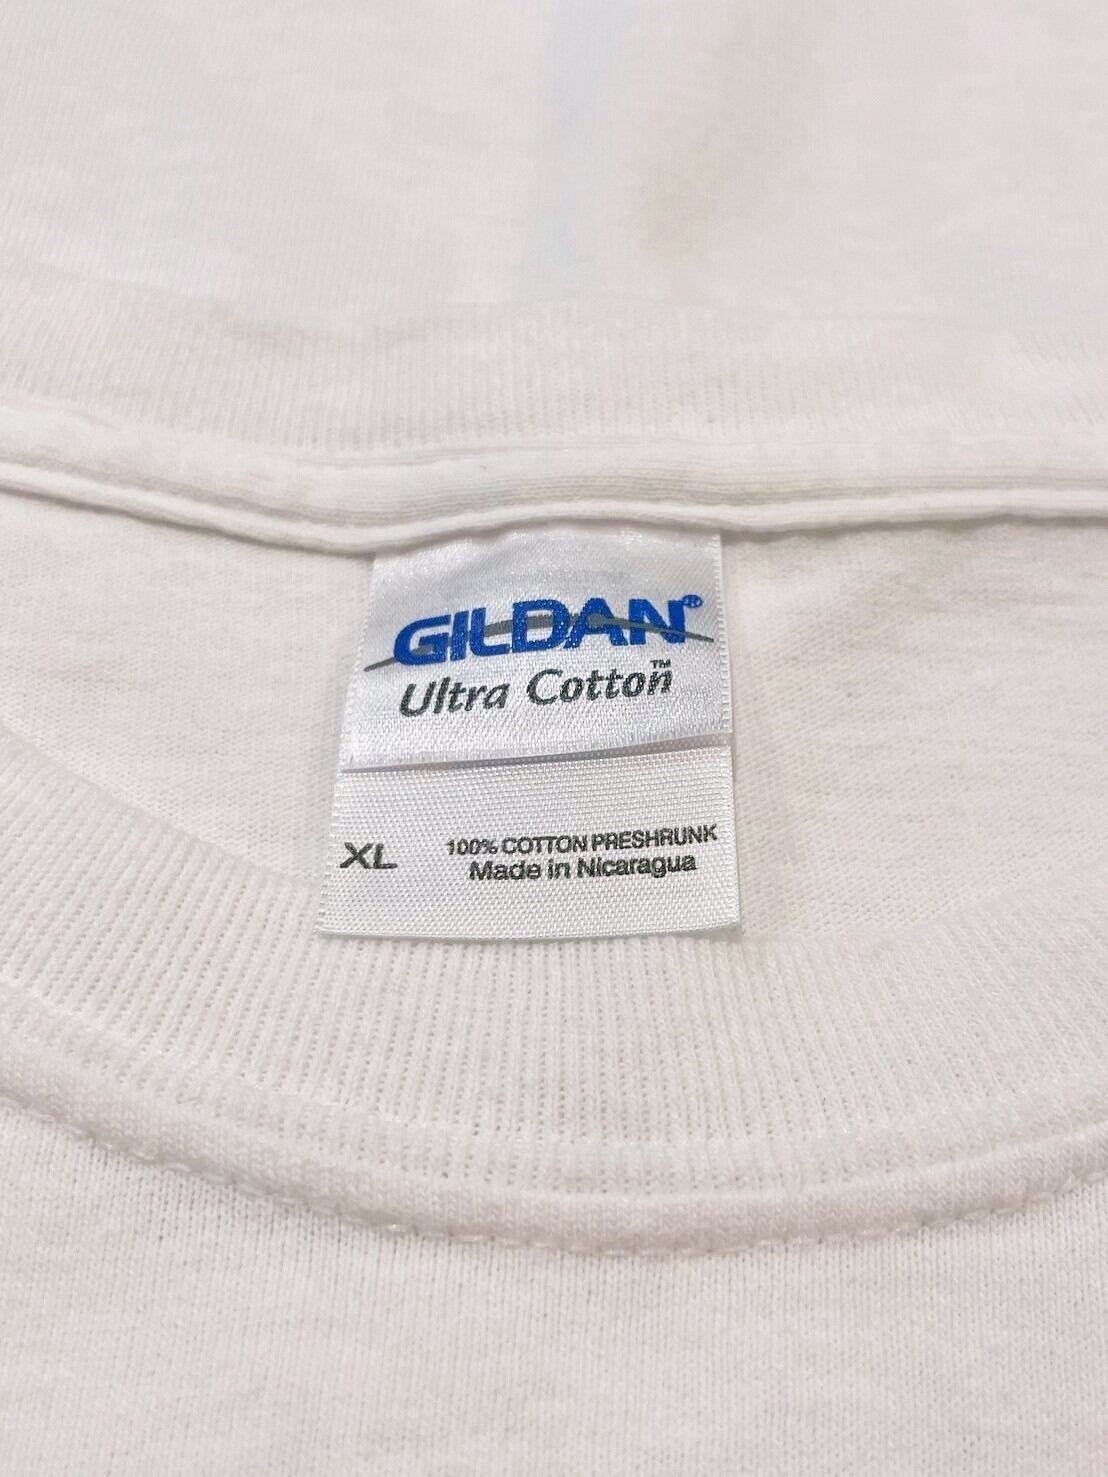 GILDAN®
Ultra Cotton™
XL
100% COTTON PRESHRUNK
Made in Nicaragua